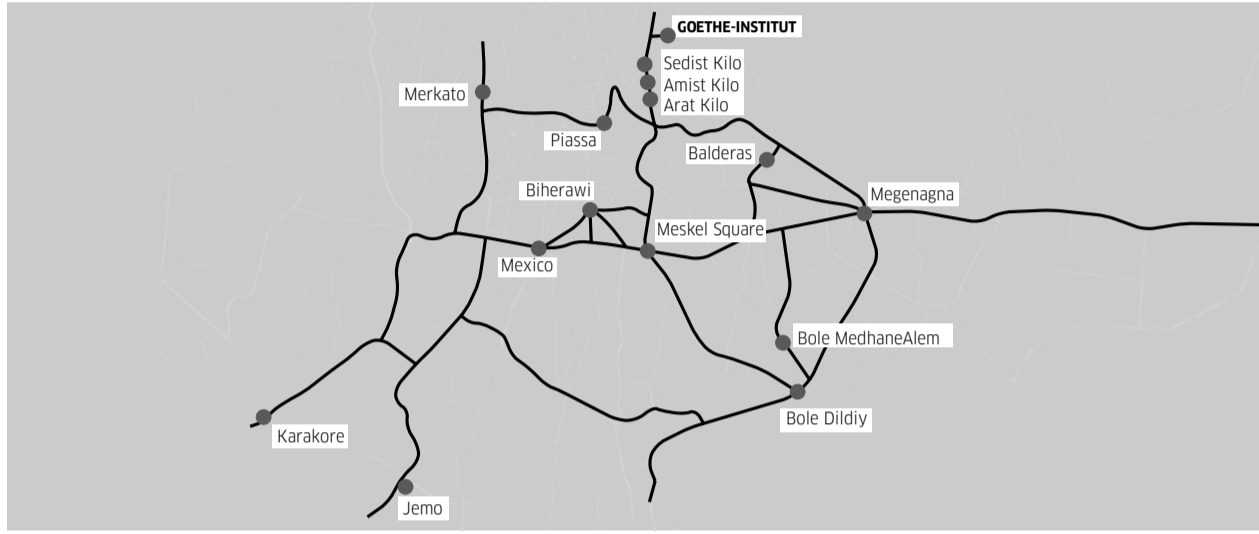 GOETHE-INSTITUT
Sedist Kilo
Amist Kilo
Arat Kilo
Merkato
Piassa
Balderas
Biherawi
Megenagna
Meskel Square
Mexico
Bole MedhaneAlem
Bole Dildiy
Karakore
Jemo